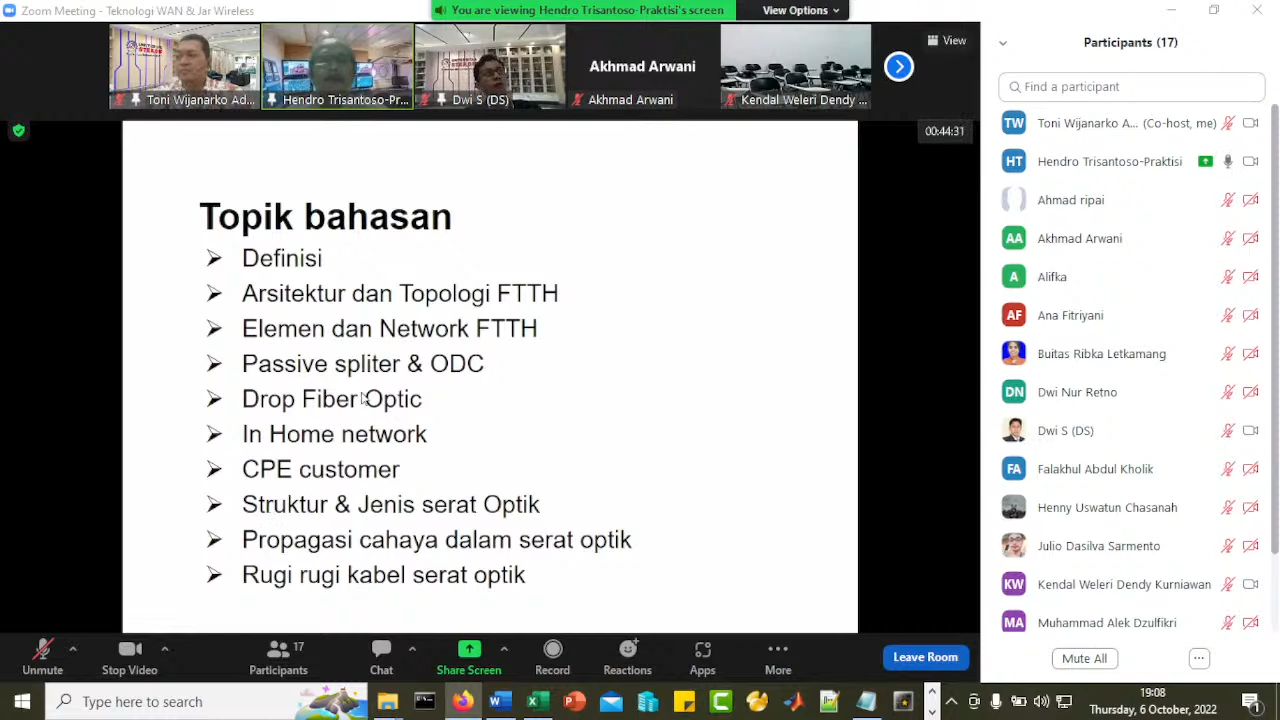 Zoom Meeting - Teknologi WAN & Jar Wireless
You are viewing Hendro Trisantoso-Praktisi's screen
View Options
Toni Wijanarko Ad...
Hendro Trisantoso-Pr...
Dwi S (DS)
Akhmad Arwani
Akhmad Arwani
Kendal Weleri Dendy ...
View
00:44:31
Topik bahasan
Definisi
Arsitektur dan Topologi FTTH
Elemen dan Network FTTH
Passive spliter & ODC
Drop Fiber Optic
In Home network
CPE customer
Struktur & Jenis serat Optik
Propagasi cahaya dalam serat optik
Rugi rugi kabel serat optik
Participants (17)
Find a participant
TW Toni Wijanarko A... (Co-host, me)
HT Hendro Trisantoso-Praktisi
Ahmad ripai
AA Akhmad Arwani
A Alifka
AF Ana Fitriyani
Buitas Ribka Letkamang
DN Dwi Nur Retno
Dwi S (DS)
FA Falakhul Abdul Kholik
Henny Uswatun Chasanah
Julio Dasilva Sarmento
KW Kendal Weleri Dendy Kurniawan
MA Muhammad Alek Dzulfikri
Mute All
Unmute
Stop Video
17
Participants
Chat
Share Screen
Record
Reactions
Apps
More
Leave Room
Type here to search
19:08
Thursday, 6 October, 2022